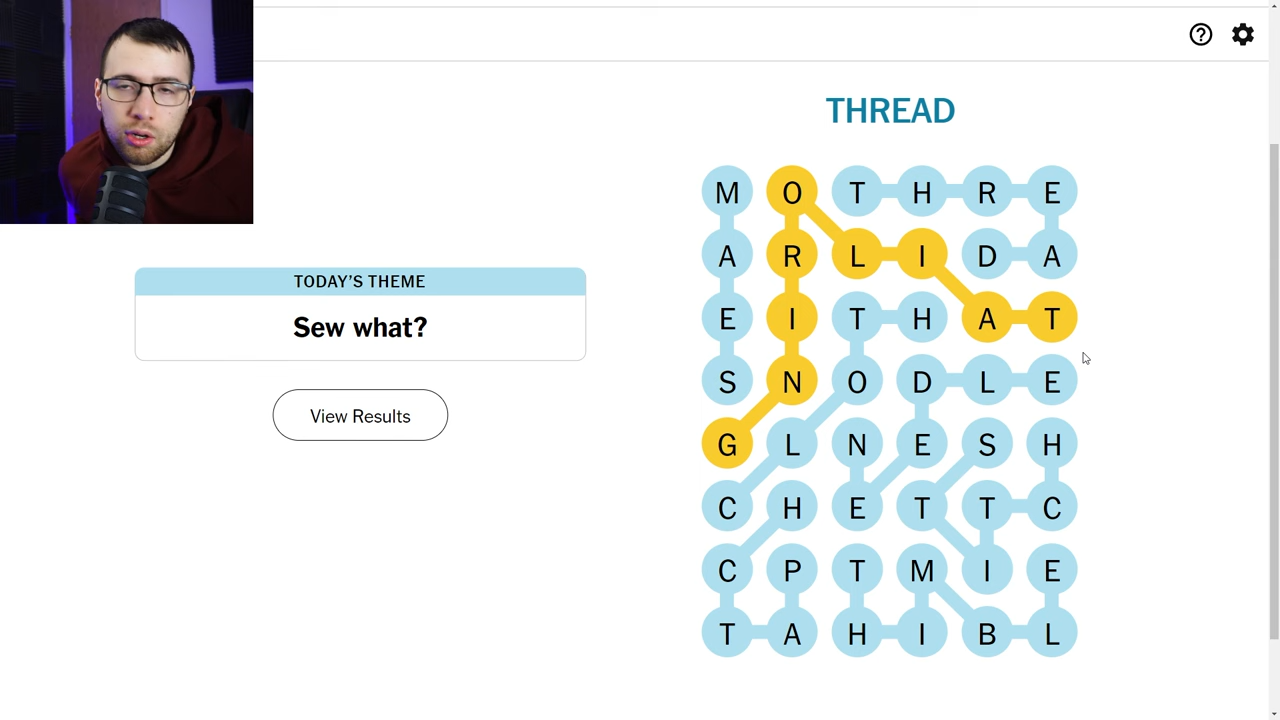 THREAD
TODAY'S THEME
Sew what?
View Results
M O T H R E
A R L I D A
E I T H A T
S N O D L E
G L N E S H
C H E T T C
C P T M I E
T A H I B L